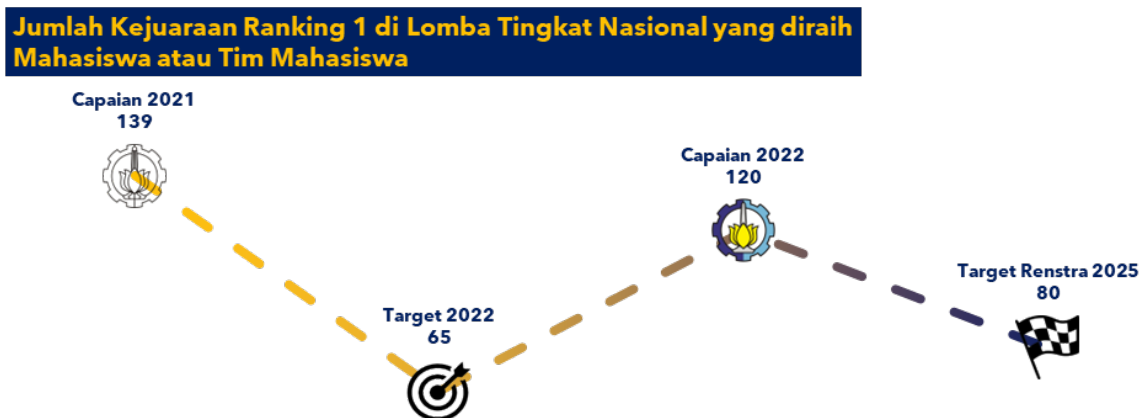 Jumlah Kejuaraan Ranking 1 di Lomba Tingkat Nasional yang diraih
Mahasiswa atau Tim Mahasiswa
Capaian 2021
139
Capaian 2022
120
Target Renstra 2025
80
Target 2022
65